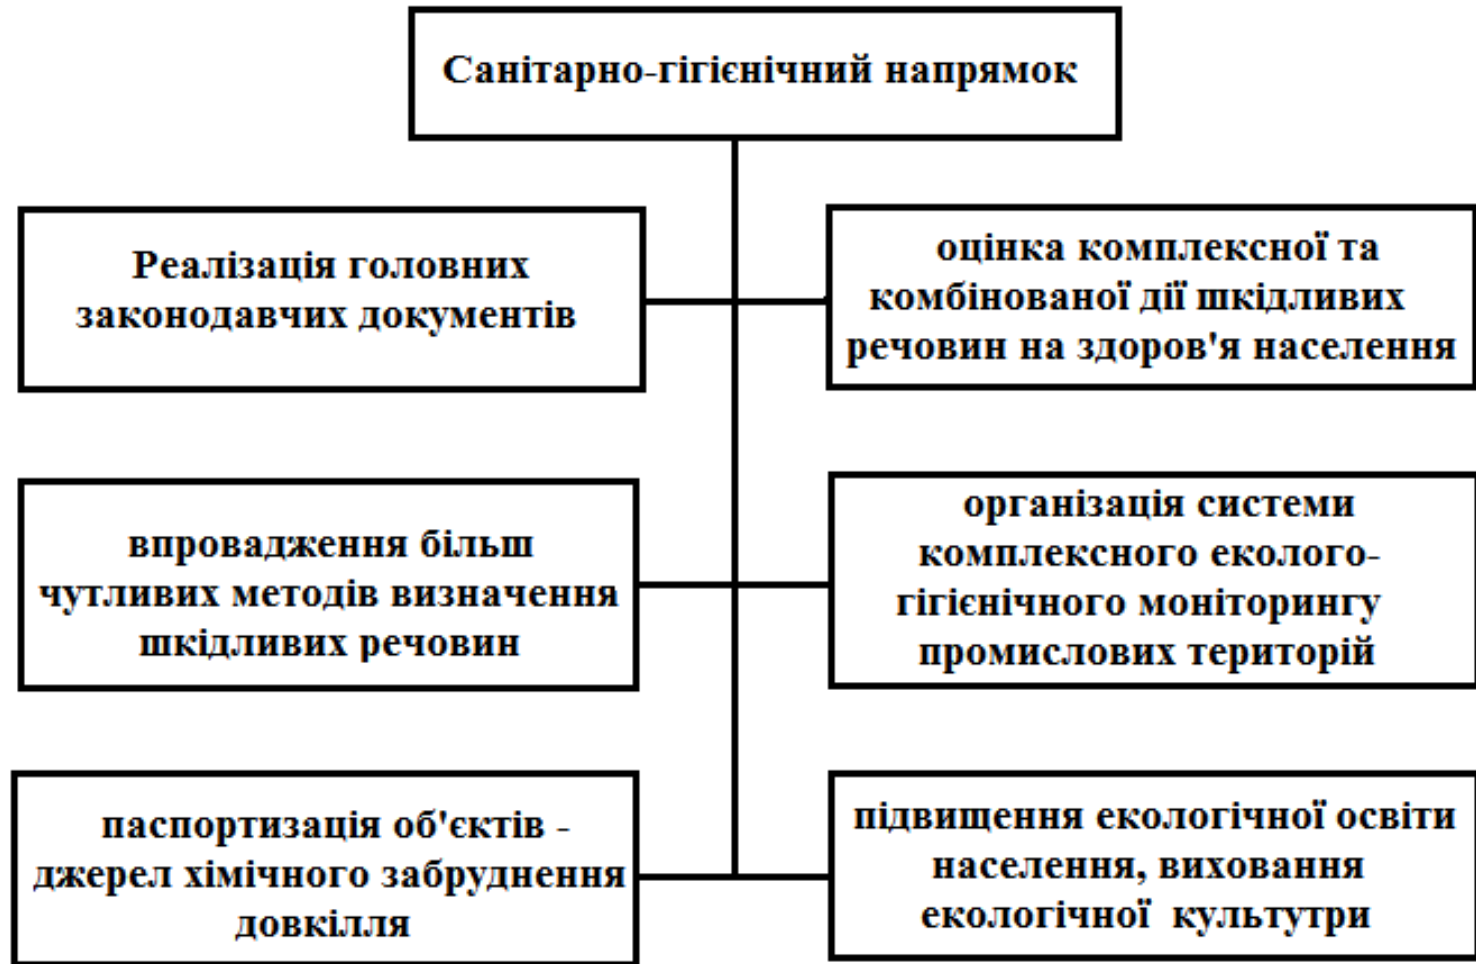 Санітарно-гігієнічний напрямок
Реалізація головних
законодавчих документів
оцінка комплексної та
комбінованої дії шкідливих
речовин на здоров'я населення
впровадження більш
чутливих методів визначення
шкідливих речовин
організація системи
комплексного еколого-
гігієнічного моніторингу
промислових територій
паспортизація об'єктів -
джерел хімічного забруднення
довкілля
підвищення екологічної освіти
населення, виховання
екологічної культутри